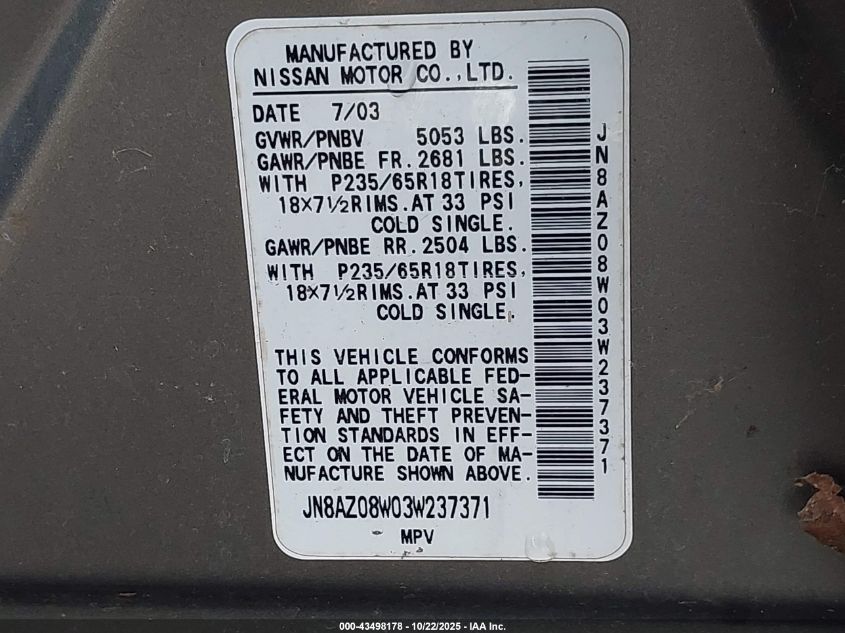 MANUFACTURED BY
NISSAN MOTOR CO.,LTD.
DATE 7/03
GVWR/PNBV 5053 LBS.
GAWR/PNBE FR. 2681 LBS.
WITH P235/65R18TIRES,
18×7½RIMS.AT 33 PSI
COLD SINGLE.
GAWR/PNBE RR. 2504 LBS.
WITH P235/65R18TIRES,
18×7½RIMS.AT 33 PSI
COLD SINGLE.
THIS VEHICLE CONFORMS
TO ALL APPLICABLE FED-
ERAL MOTOR VEHICLE SA-
FETY AND THEFT PREVEN-
TION STANDARDS IN EFF-
ECT ON THE DATE OF MA-
NUFACTURE SHOWN ABOVE.
JN8AZ08W03W237371
MPV
JN8AZ08W03W237371
000-43498178 - 10/22/2025 - IAA Inc.